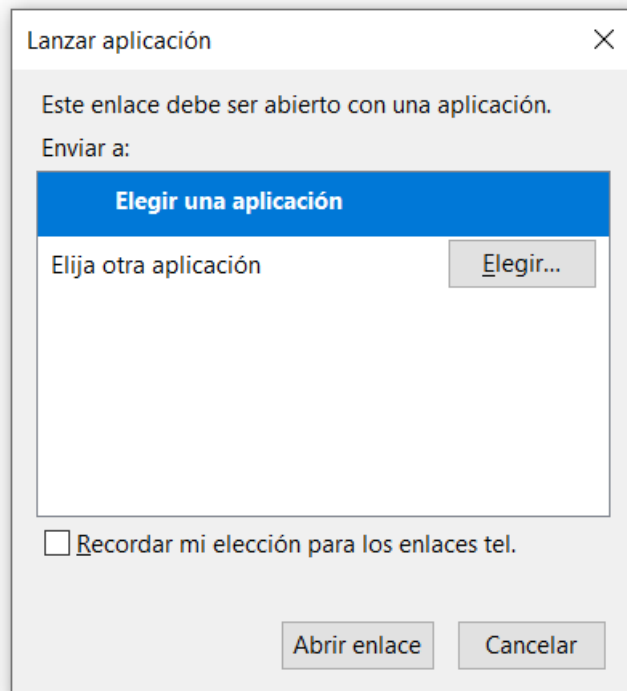 Lanzar aplicación
Este enlace debe ser abierto con una aplicación.
Enviar a:
Elegir una aplicación
Elija otra aplicación
Elegir...
Recordar mi elección para los enlaces tel.
Abrir enlace
Cancelar